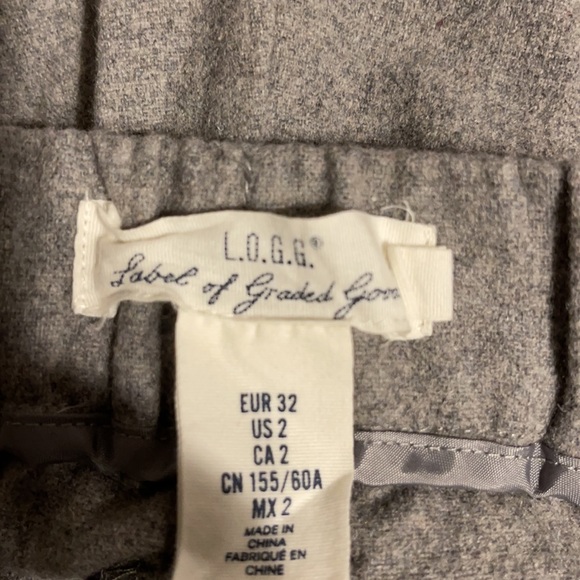 L.O.G.G.®
Label of Graded
EUR 32
US 2
CA 2
CN 155/60A
MX 2
MADE IN
CHINA
FABRIQUÉ EN
CHINE